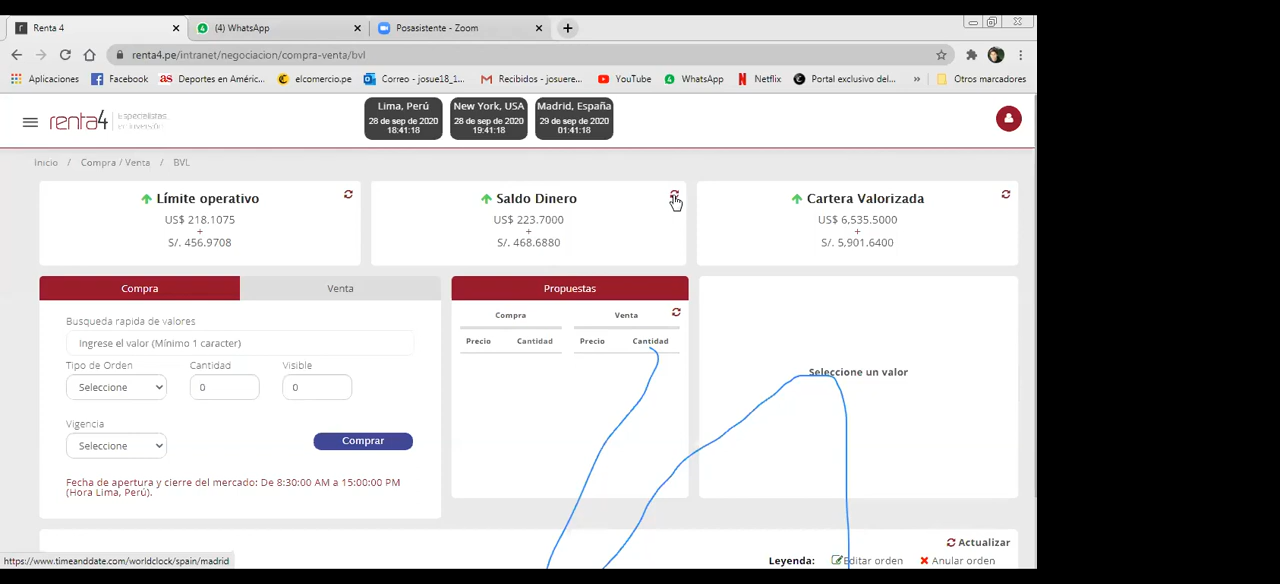 Renta 4
(4) WhatsApp
Posasistente - Zoom
renta4.pe/intranet/negociacion/compra-venta/bvl
Aplicaciones
Facebook
Deportes en Améric...
elcomercio.pe
Correo - josue18_1...
Recibidos - josuere...
YouTube
WhatsApp
Netflix
Portal exclusivo del...
»
Otros marcadores
renta4
Especialistas en inversión
Lima, Perú
28 de sep de 2020
18:41:18
New York, USA
28 de sep de 2020
19:41:18
Madrid, España
29 de sep de 2020
01:41:18
Inicio / Compra / Venta / BVL
Límite operativo
US$ 218.1075
+
S/. 456.9708
Saldo Dinero
US$ 223.7000
+
S/. 468.6880
Cartera Valorizada
US$ 6,535.5000
+
S/. 5,901.6400
Compra
Venta
Busqueda rapida de valores
Ingrese el valor (Mínimo 1 caracter)
Tipo de Orden
Cantidad
Visible
Seleccione
0
0
Vigencia
Seleccione
Comprar
Fecha de apertura y cierre del mercado: De 8:30:00 AM a 15:00:00 PM
(Hora Lima, Perú).
Propuestas
Compra
Venta
Precio
Cantidad
Precio
Cantidad
Seleccione un valor
Actualizar
Leyenda:
Editar orden
Anular orden
https://www.timeanddate.com/worldclock/spain/madrid